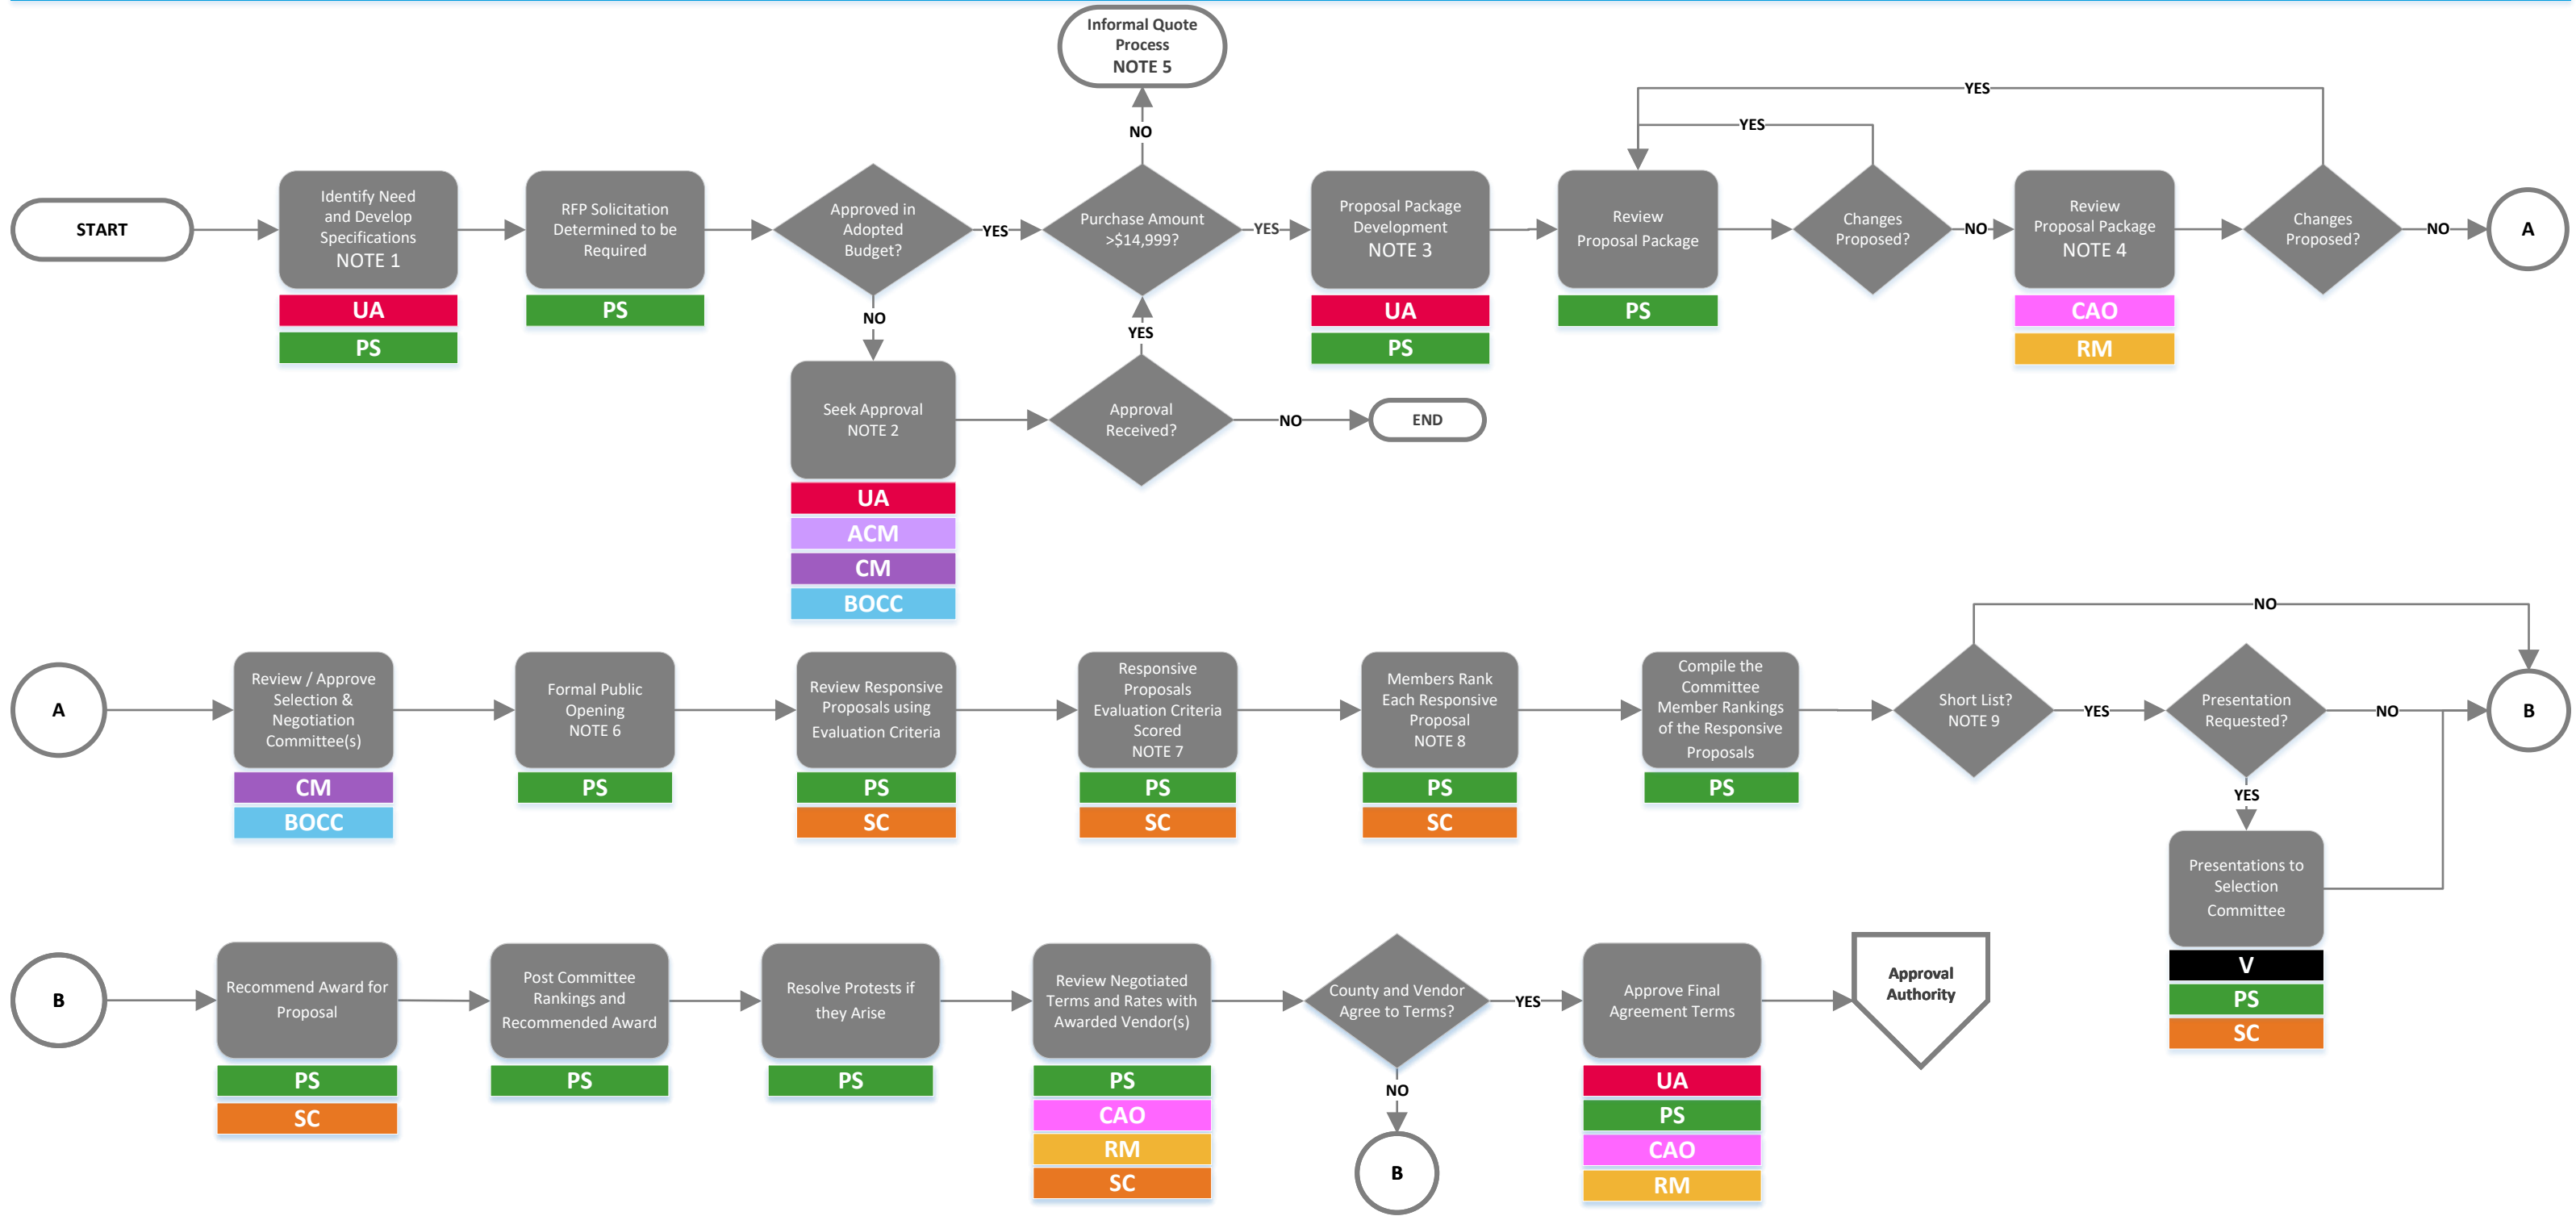 Informal Quote
Process
NOTE 5
YES
YES
NO
START
Identify Need
and Develop
Specifications
NOTE 1
UA
PS
RFP Solicitation
Determined to be
Required
PS
Approved in
Adopted
Budget?
YES
Purchase Amount
>$14,999?
YES
Proposal Package
Development
NOTE 3
UA
PS
Review
Proposal Package
PS
Changes
Proposed?
NO
Review
Proposal Package
NOTE 4
CAO
RM
Changes
Proposed?
NO
A
NO
YES
Seek Approval
NOTE 2
UA
ACM
CM
BOCC
Approval
Received?
NO
END
NO
A
Review / Approve
Selection &
Negotiation
Committee(s)
CM
BOCC
Formal Public
Opening
NOTE 6
PS
Review Responsive
Proposals using
Evaluation Criteria
PS
SC
Responsive
Proposals
Evaluation Criteria
Scored
NOTE 7
PS
SC
Members Rank
Each Responsive
Proposal
NOTE 8
PS
SC
Compile the
Committee
Member Rankings
of the Responsive
Proposals
PS
Short List?
NOTE 9
YES
Presentation
Requested?
NO
B
YES
Presentations to
Selection
Committee
V
PS
SC
B
Recommend Award for
Proposal
PS
SC
Post Committee
Rankings and
Recommended Award
PS
Resolve Protests if
they Arise
PS
Review Negotiated
Terms and Rates with
Awarded Vendor(s)
PS
CAO
RM
SC
County and Vendor
Agree to Terms?
YES
NO
B
Approve Final
Agreement Terms
UA
PS
CAO
RM
Approval
Authority